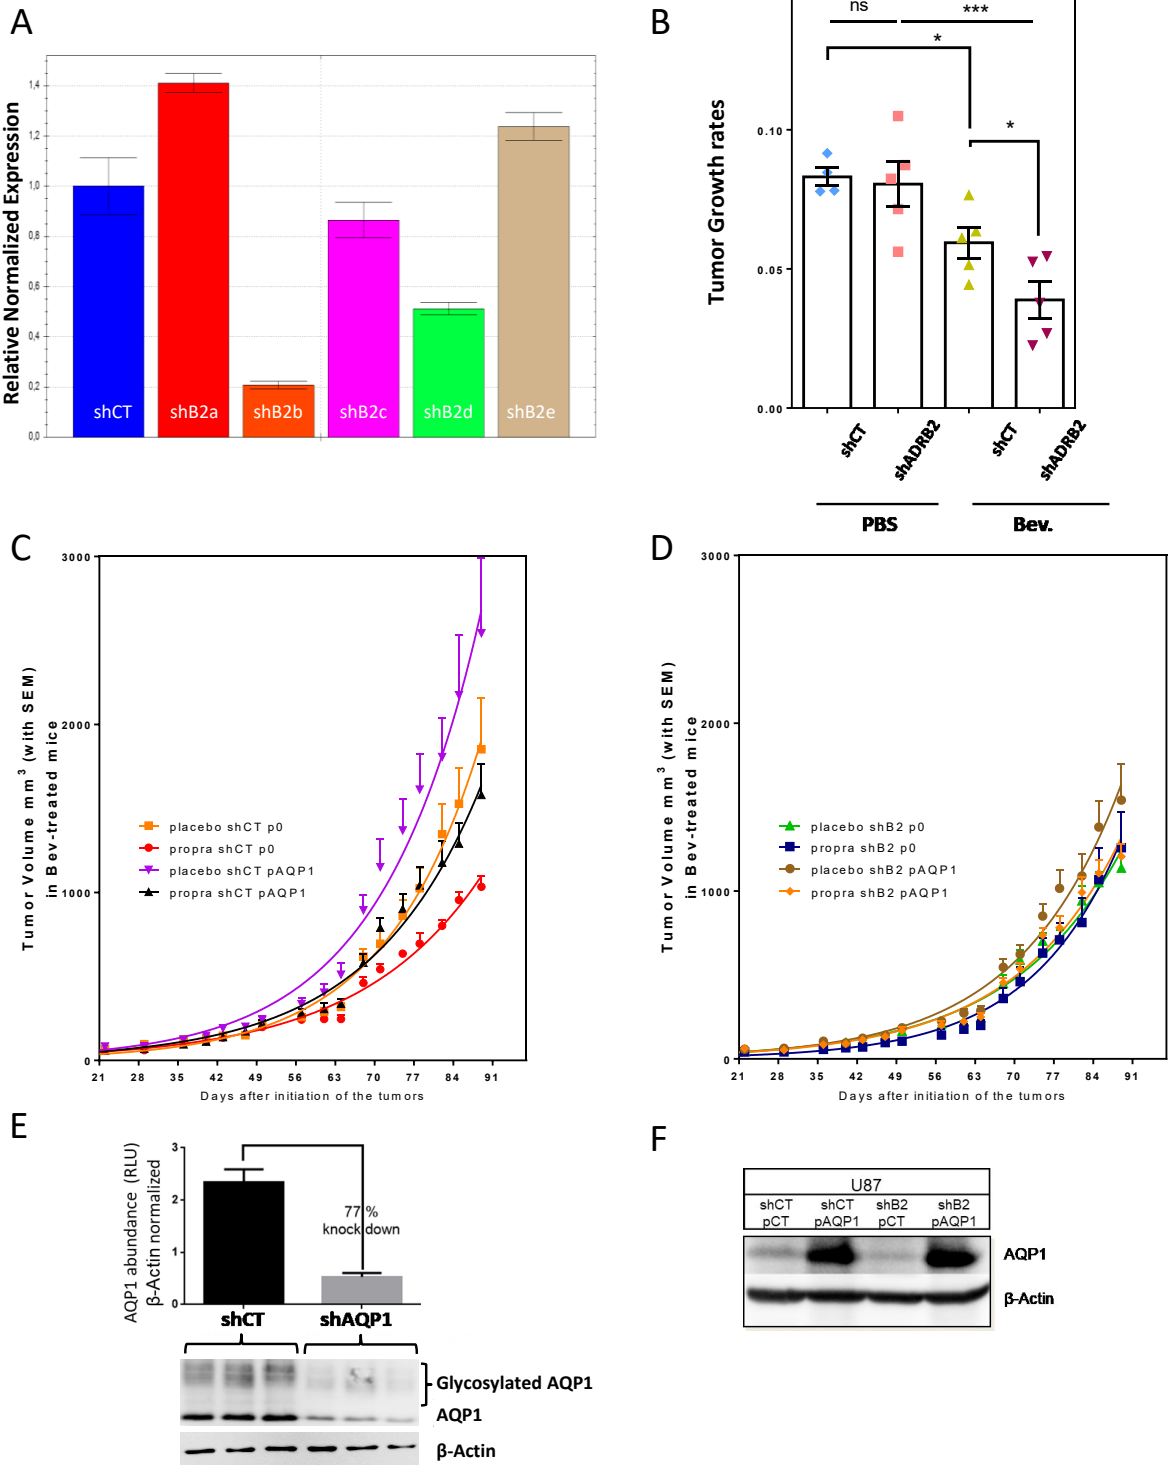 A
Relative Normalized Expression
1,4
1,2
1,0
0,8
0,6
0,4
0,2
0,0
shCT
shB2a
shB2b
shB2c
shB2d
shB2e
B
ns
***
*
*
Tumor Growth rates
0.10
0.05
0.00
shCT
shADRB2
shCT
shADRB2
PBS
Bev.
C
Tumor Volume mm³ (with SEM)
in Bev-treated mice
3000
2000
1000
0
placebo shCT p0
propra shCT p0
placebo shCT pAQP1
propra shCT pAQP1
21 28 35 42 49 56 63 70 77 84 91
Days after initiation of the tumors
D
Tumor Volume mm³ (with SEM)
in Bev-treated mice
3000
2000
1000
0
placebo shB2 p0
propra shB2 p0
placebo shB2 pAQP1
propra shB2 pAQP1
21 28 35 42 49 56 63 70 77 84 91
Days after initiation of the tumors
E
AQP1 abundance (RLU)
β-Actin normalized
3
2
1
0
77 %
knock down
shCT
shAQP1
Glycosylated AQP1
AQP1
β-Actin
F
U87
shCT shCT shB2 shB2
pCT pAQP1 pCT pAQP1
AQP1
β-Actin